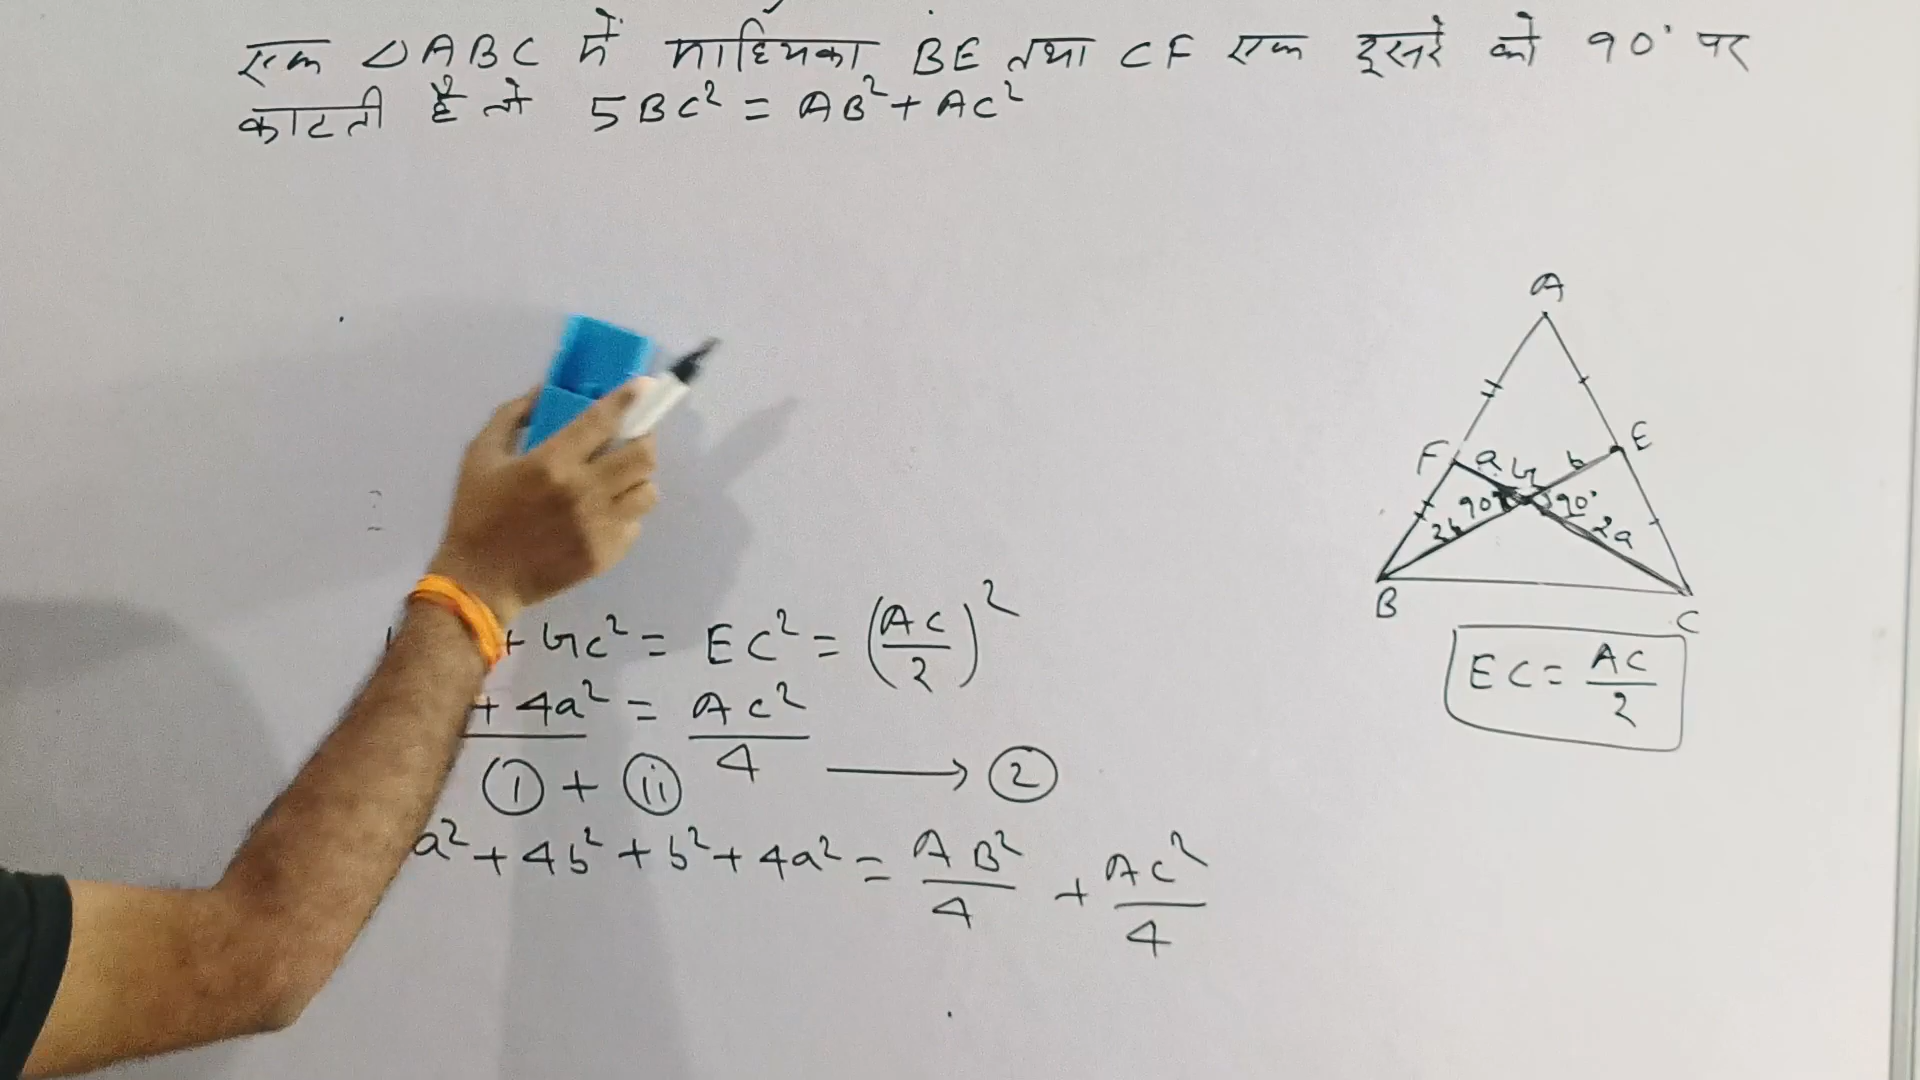 एक △ABC में माध्यिका BE तथा CF एक दूसरे को 90° पर
काटती है तो 5BC² = AB² + AC²
A
F a G b E
90° 90°
2b 2a
B C
EC = AC/2
+ GC² = EC² = (AC/2)²
+ 4a² = AC²/4 ⟶ ②
ⓘ + ⓘⓘ
a² + 4b² + b² + 4a² = AB²/4 + AC²/4